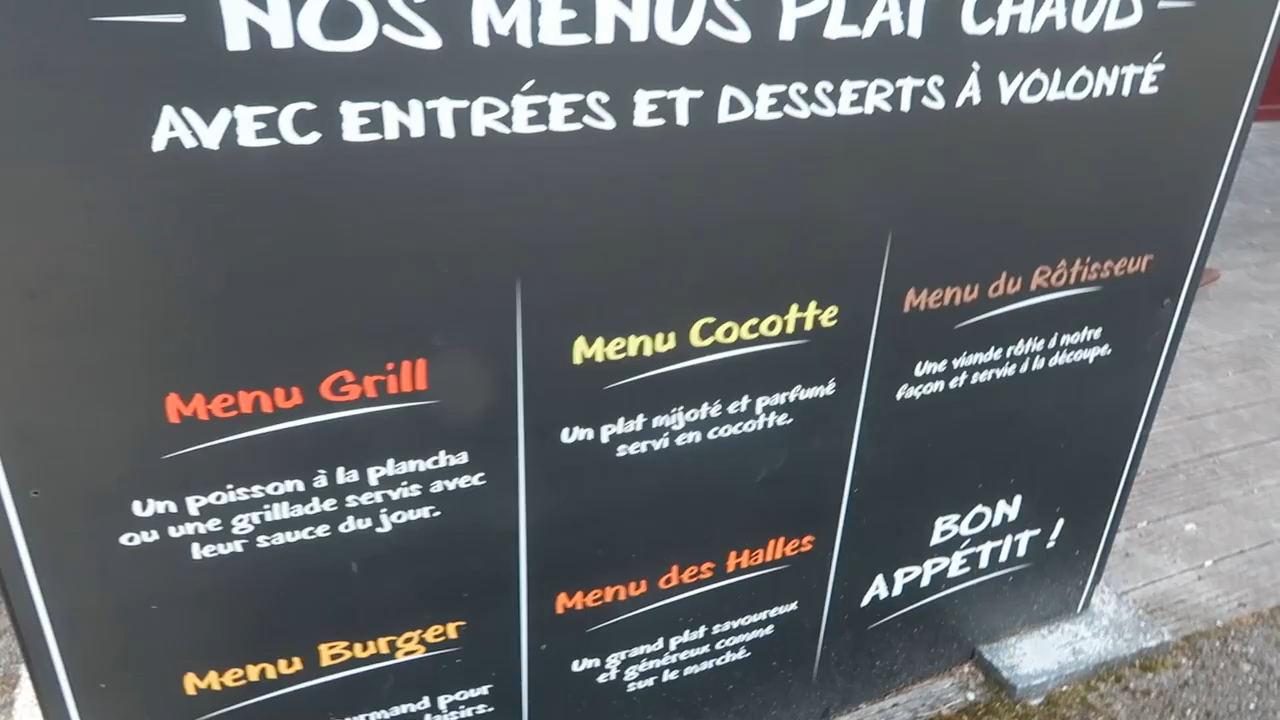 NOS MENUS PLAT CHAUD
AVEC ENTRÉES ET DESSERTS À VOLONTÉ
Menu Grill
Un poisson à la plancha
ou une grillade servis avec
leur sauce du jour.
Menu Burger
pour
Menu Cocotte
Un plat mijoté et parfumé
servi en cocotte.
Menu des Halles
Un grand plat savoureux
et généreux comme
sur le marché.
Menu du Rôtisseur
Une viande rôtie à notre
façon et servie à la découpe.
BON
APPÉTIT !